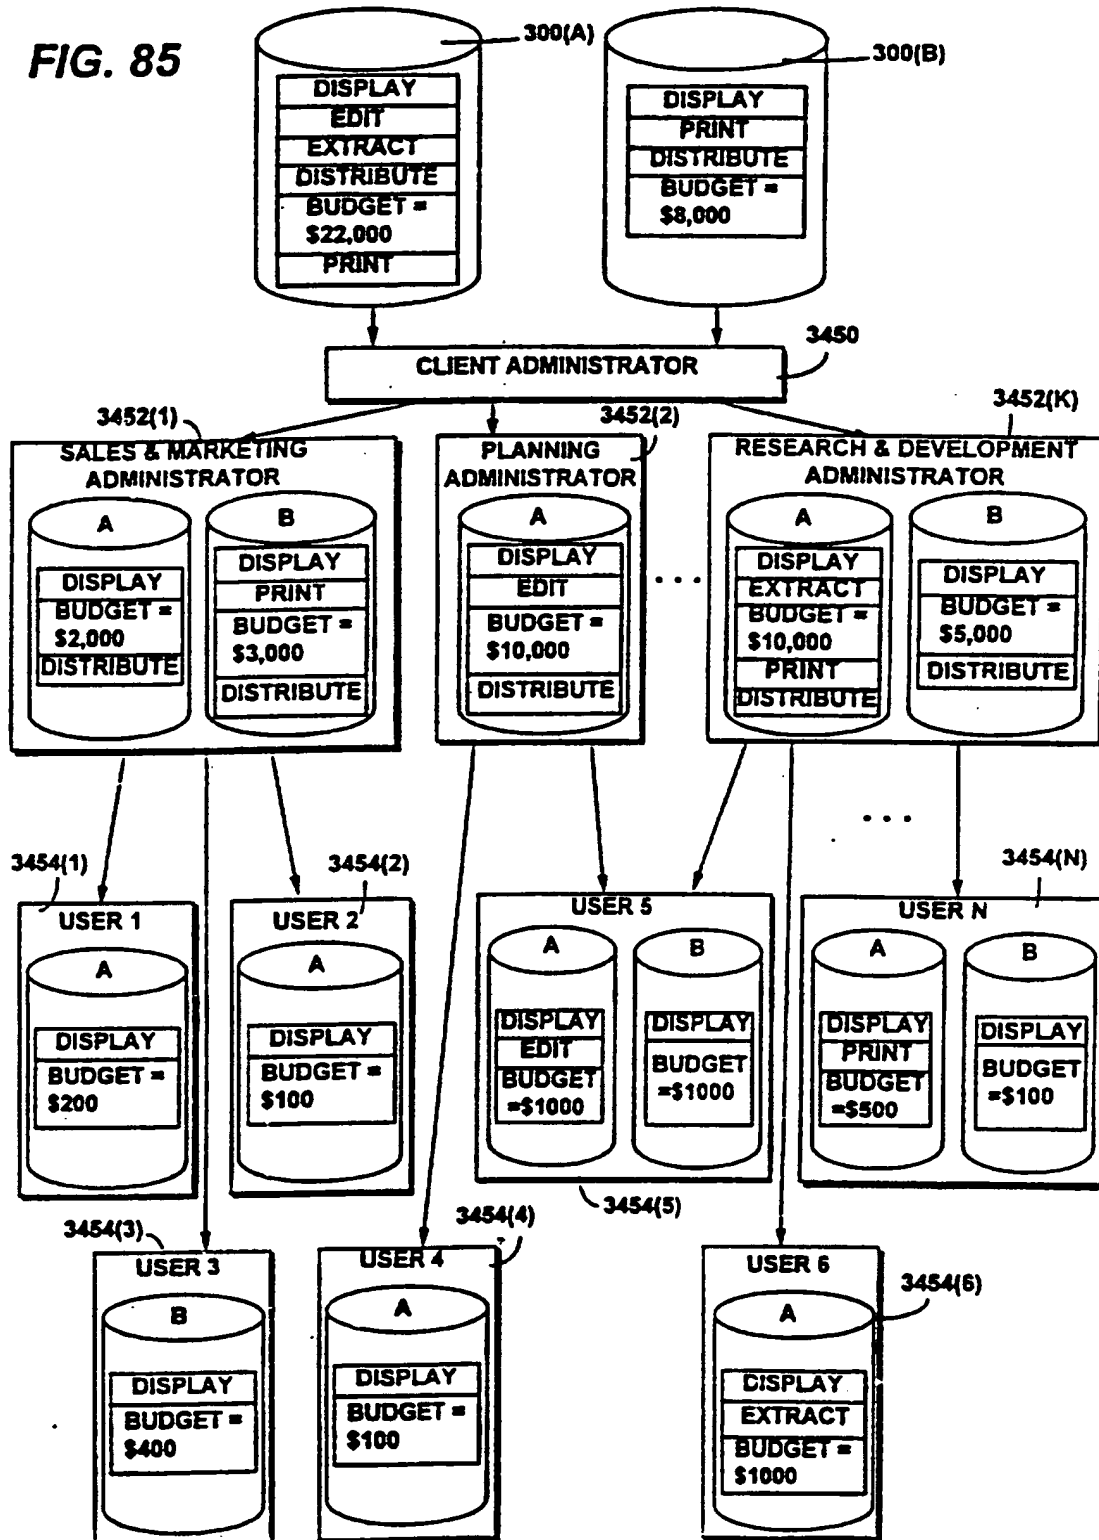 FIG. 85
300(A)
DISPLAY
EDIT
EXTRACT
DISTRIBUTE
BUDGET =
$22,000
PRINT
300(B)
DISPLAY
PRINT
DISTRIBUTE
BUDGET =
$8,000
CLIENT ADMINISTRATOR
3450
3452(1)
SALES & MARKETING
ADMINISTRATOR
A
DISPLAY
BUDGET =
$2,000
DISTRIBUTE
B
DISPLAY
PRINT
BUDGET =
$3,000
DISTRIBUTE
3452(2)
PLANNING
ADMINISTRATOR
A
DISPLAY
EDIT
BUDGET =
$10,000
DISTRIBUTE
. . .
3452(K)
RESEARCH & DEVELOPMENT
ADMINISTRATOR
A
DISPLAY
EXTRACT
BUDGET =
$10,000
PRINT
DISTRIBUTE
B
DISPLAY
BUDGET =
$5,000
DISTRIBUTE
. . .
3454(1)
USER 1
A
DISPLAY
BUDGET =
$200
3454(2)
USER 2
A
DISPLAY
BUDGET =
$100
USER 5
A
DISPLAY
EDIT
BUDGET
=$1000
B
DISPLAY
BUDGET
=$1000
3454(5)
3454(N)
USER N
A
DISPLAY
PRINT
BUDGET
=$500
B
DISPLAY
BUDGET
=$100
3454(3)
USER 3
B
DISPLAY
BUDGET =
$400
3454(4)
USER 4
A
DISPLAY
BUDGET =
$100
USER 6
3454(6)
A
DISPLAY
EXTRACT
BUDGET =
$1000